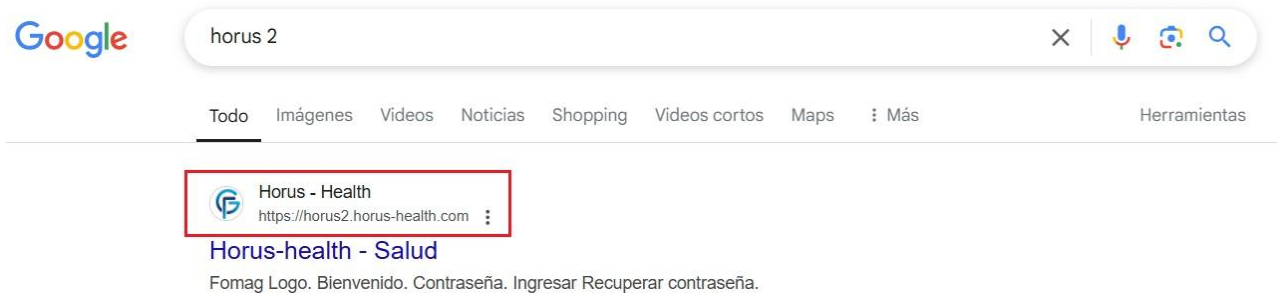 Google horus 2
Todo Imágenes Videos Noticias Shopping Videos cortos Maps Más Herramientas
Horus - Health
https://horus2.horus-health.com
Horus-health - Salud
Fomag Logo. Bienvenido. Contraseña. Ingresar Recuperar contraseña.